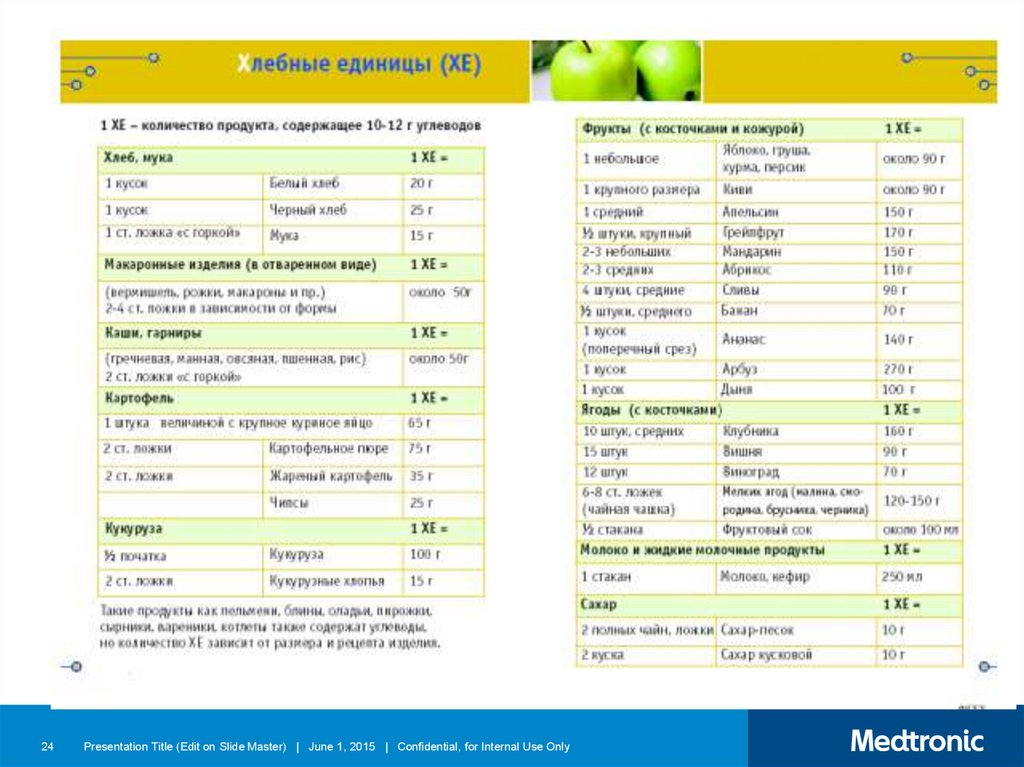 Хлебные единицы (ХЕ)
1 ХЕ – количество продукта, содержащее 10-12 г углеводов
Хлеб, мука 1 ХЕ =
1 кусок Белый хлеб 20 г
1 кусок Черный хлеб 25 г
1 ст. ложка «с горкой» Мука 15 г
Макаронные изделия (в отваренном виде) 1 ХЕ =
(вермишель, рожки, макароны и пр.) около 50г
2-4 ст. ложки в зависимости от формы
Каши, гарниры 1 ХЕ =
(гречневая, манная, овсяная, пшенная, рис) около 50г
2 ст. ложки «с горкой»
Картофель 1 ХЕ =
1 штука величиной с крупное куриное яйцо 65 г
2 ст. ложки Картофельное пюре 75 г
2 ст. ложки Жареный картофель 35 г
Чипсы 25 г
Кукуруза 1 ХЕ =
½ початка Кукуруза 100 г
2 ст. ложки Кукурузные хлопья 15 г
Такие продукты как пельмени, блины, оладьи, пирожки,
сырники, вареники, котлеты также содержат углеводы,
но количество ХЕ зависит от размера и рецепта изделия.
Фрукты (с косточками и кожурой) 1 ХЕ =
1 небольшое Яблоко, груша, хурма, персик около 90 г
1 крупного размера Киви около 90 г
1 средний Апельсин 150 г
½ штуки, крупный Грейпфрут 170 г
2-3 небольших Мандарин 150 г
2-3 средних Абрикос 110 г
4 штуки, средние Сливы 90 г
½ штуки, среднего Банан 70 г
1 кусок (поперечный срез) Ананас 140 г
1 кусок Арбуз 270 г
1 кусок Дыня 100 г
Ягоды (с косточками) 1 ХЕ =
10 штук, средних Клубника 160 г
15 штук Вишня 90 г
12 штук Виноград 70 г
6-8 ст. ложек (чайная чашка) Мелких ягод (малина, смо-родина, брусника, черника) 120-150 г
½ стакана Фруктовый сок около 100 мл
Молоко и жидкие молочные продукты 1 ХЕ =
1 стакан Молоко, кефир 250 мл
Сахар 1 ХЕ =
2 полных чайн. ложки Сахар-песок 10 г
2 куска Сахар кусковой 10 г
24 Presentation Title (Edit on Slide Master) | June 1, 2015 | Confidential, for Internal Use Only
Medtronic